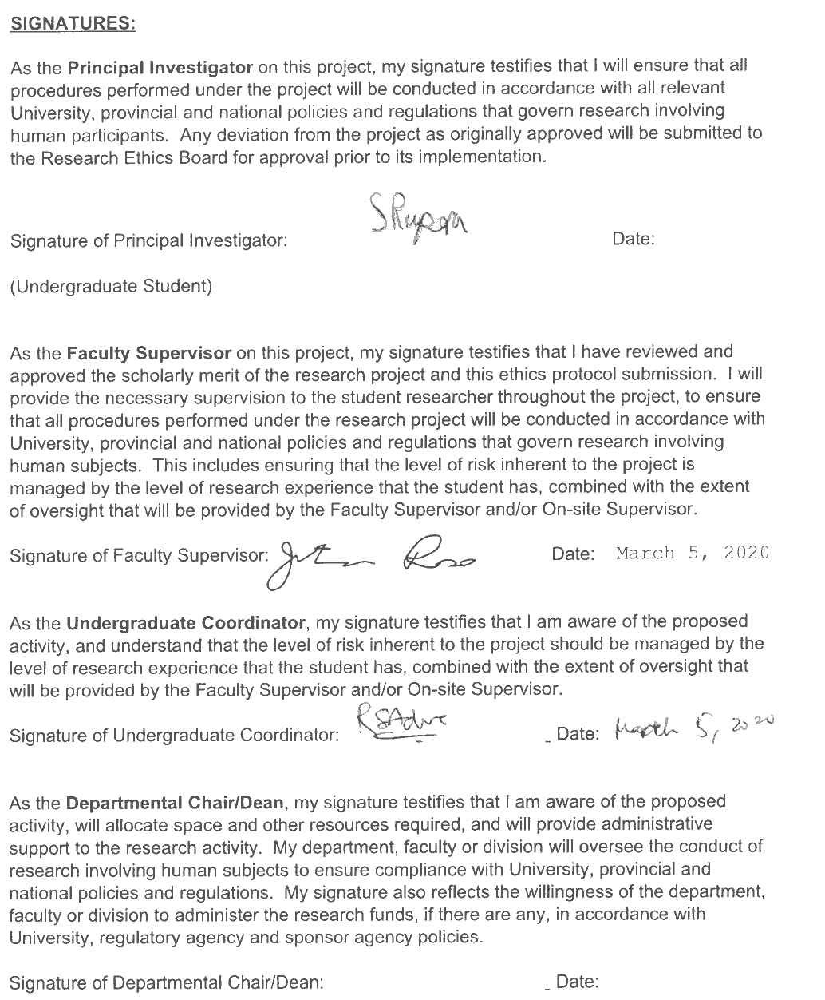 SIGNATURES:
As the Principal Investigator on this project, my signature testifies that I will ensure that all
procedures performed under the project will be conducted in accordance with all relevant
University, provincial and national policies and regulations that govern research involving
human participants.  Any deviation from the project as originally approved will be submitted to
the Research Ethics Board for approval prior to its implementation.
Signature of Principal Investigator: Date:
(Undergraduate Student)
As the Faculty Supervisor on this project, my signature testifies that I have reviewed and
approved the scholarly merit of the research project and this ethics protocol submission.  I will
provide the necessary supervision to the student researcher throughout the project, to ensure
that all procedures performed under the research project will be conducted in accordance with
University, provincial and national policies and regulations that govern research involving
human subjects.  This includes ensuring that the level of risk inherent to the project is
managed by the level of research experience that the student has, combined with the extent
of oversight that will be provided by the Faculty Supervisor and/or On-site Supervisor.
Signature of Faculty Supervisor: Date: March 5, 2020
As the Undergraduate Coordinator, my signature testifies that I am aware of the proposed
activity, and understand that the level of risk inherent to the project should be managed by the
level of research experience that the student has, combined with the extent of oversight that
will be provided by the Faculty Supervisor and/or On-site Supervisor.
Signature of Undergraduate Coordinator: _ Date: March 5, 2020
As the Departmental Chair/Dean, my signature testifies that I am aware of the proposed
activity, will allocate space and other resources required, and will provide administrative
support to the research activity.  My department, faculty or division will oversee the conduct of
research involving human subjects to ensure compliance with University, provincial and
national policies and regulations.  My signature also reflects the willingness of the department,
faculty or division to administer the research funds, if there are any, in accordance with
University, regulatory agency and sponsor agency policies.
Signature of Departmental Chair/Dean: _ Date: